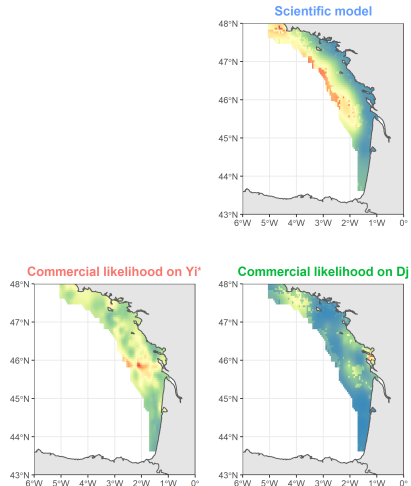 Scientific model
48°N
47°N
46°N
45°N
44°N
43°N
6°W 5°W 4°W 3°W 2°W 1°W 0°
Commercial likelihood on Yi* Commercial likelihood on Dj
48°N 48°N
47°N 47°N
46°N 46°N
45°N 45°N
44°N 44°N
43°N 43°N
6°W 5°W 4°W 3°W 2°W 1°W 0° 6°W 5°W 4°W 3°W 2°W 1°W 0°